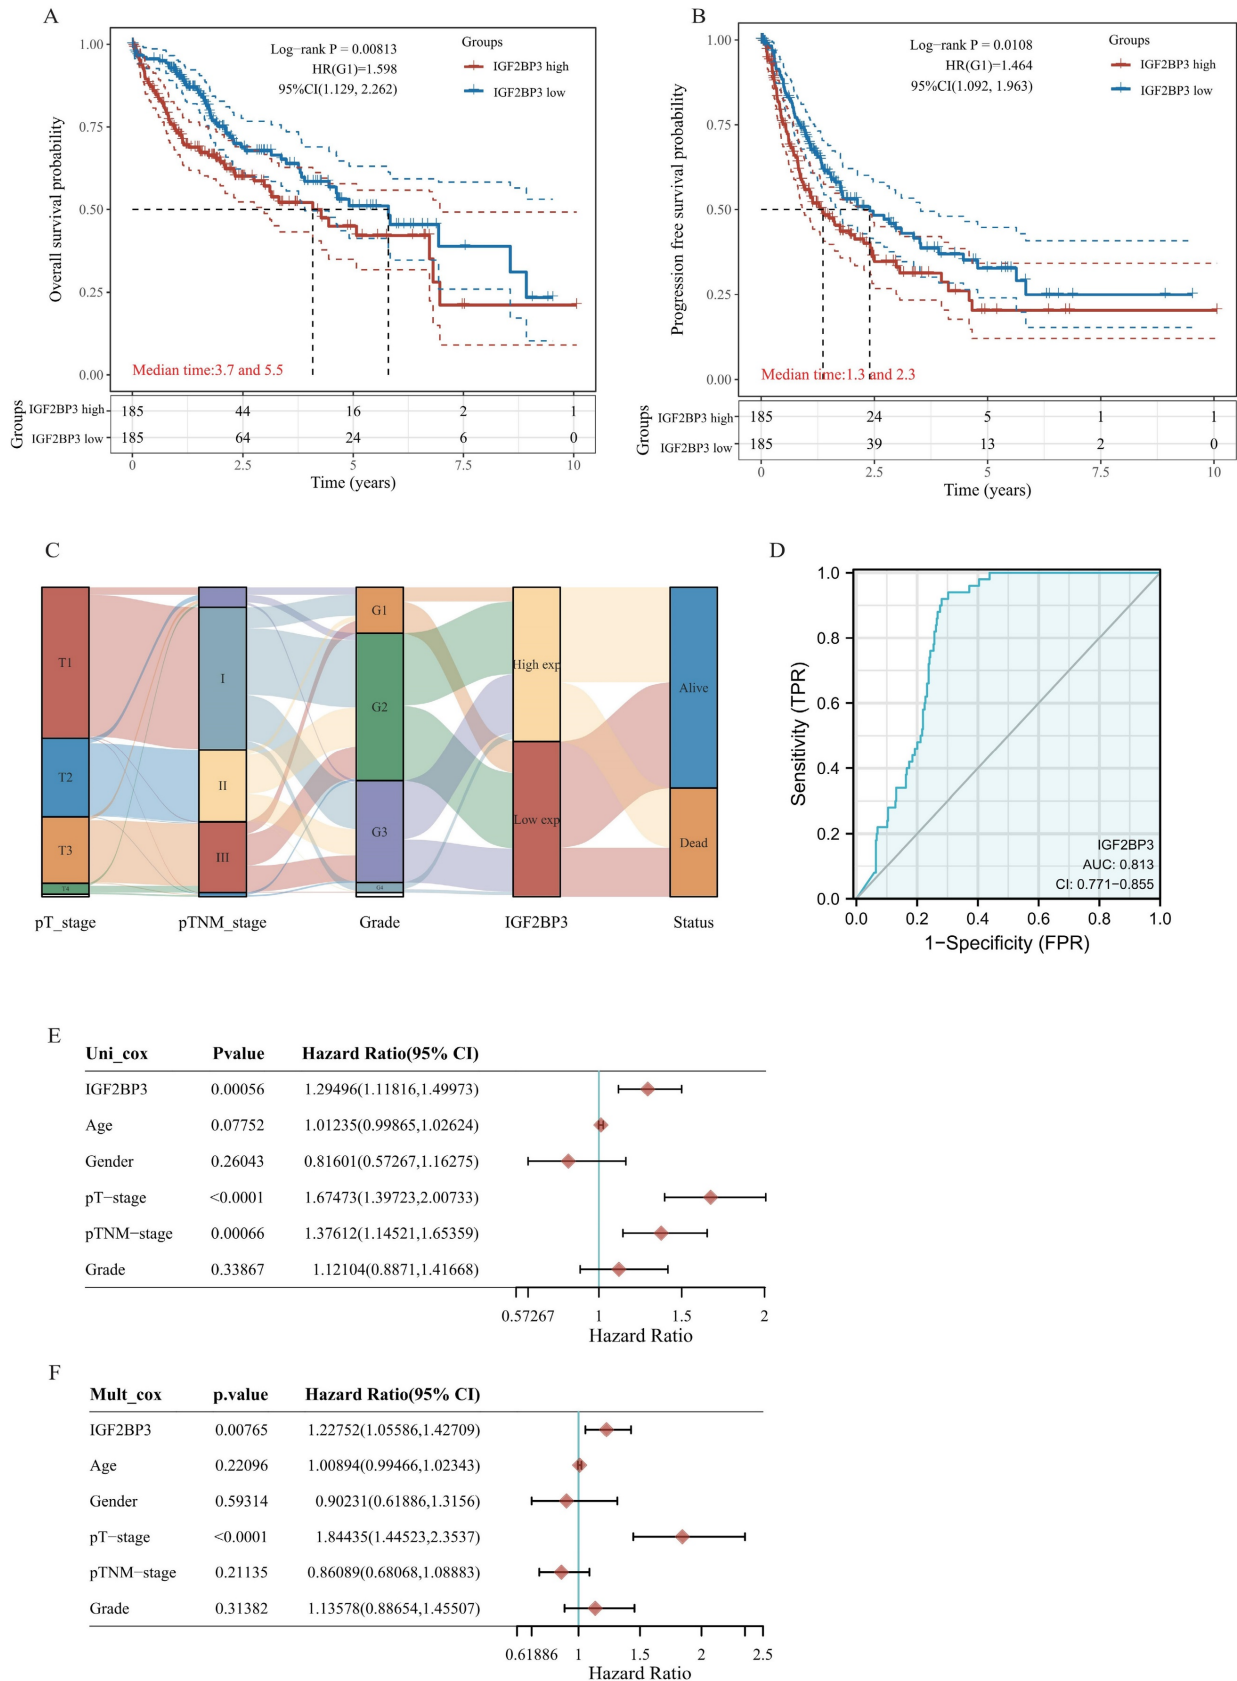 A
Log−rank P = 0.00813
HR(G1)=1.598
95%CI(1.129, 2.262)
Groups
IGF2BP3 high
IGF2BP3 low
Overall survival probability
1.00
0.75
0.50
0.25
0.00
Median time:3.7 and 5.5
Groups
IGF2BP3 high 185 44 16 2 1
IGF2BP3 low 185 64 24 6 0
0 2.5 5 7.5 10
Time (years)
B
Log−rank P = 0.0108
HR(G1)=1.464
95%CI(1.092, 1.963)
Groups
IGF2BP3 high
IGF2BP3 low
Progression free survival probability
1.00
0.75
0.50
0.25
0.00
Median time:1.3 and 2.3
Groups
IGF2BP3 high 185 24 5 1 1
IGF2BP3 low 185 39 13 2 0
0 2.5 5 7.5 10
Time (years)
C
T1
T2
T3
T4
I
II
III
G1
G2
G3
G4
High exp
Low exp
Alive
Dead
pT_stage pTNM_stage Grade IGF2BP3 Status
D
Sensitivity (TPR)
1.0
0.8
0.6
0.4
0.2
0.0
IGF2BP3
AUC: 0.813
CI: 0.771−0.855
0.0 0.2 0.4 0.6 0.8 1.0
1−Specificity (FPR)
E
Uni_cox Pvalue Hazard Ratio(95% CI)
IGF2BP3 0.00056 1.29496(1.11816,1.49973)
Age 0.07752 1.01235(0.99865,1.02624)
Gender 0.26043 0.81601(0.57267,1.16275)
pT−stage <0.0001 1.67473(1.39723,2.00733)
pTNM−stage 0.00066 1.37612(1.14521,1.65359)
Grade 0.33867 1.12104(0.8871,1.41668)
0.57267 1 1.5 2
Hazard Ratio
F
Mult_cox p.value Hazard Ratio(95% CI)
IGF2BP3 0.00765 1.22752(1.05586,1.42709)
Age 0.22096 1.00894(0.99466,1.02343)
Gender 0.59314 0.90231(0.61886,1.3156)
pT−stage <0.0001 1.84435(1.44523,2.3537)
pTNM−stage 0.21135 0.86089(0.68068,1.08883)
Grade 0.31382 1.13578(0.88654,1.45507)
0.61886 1 1.5 2 2.5
Hazard Ratio